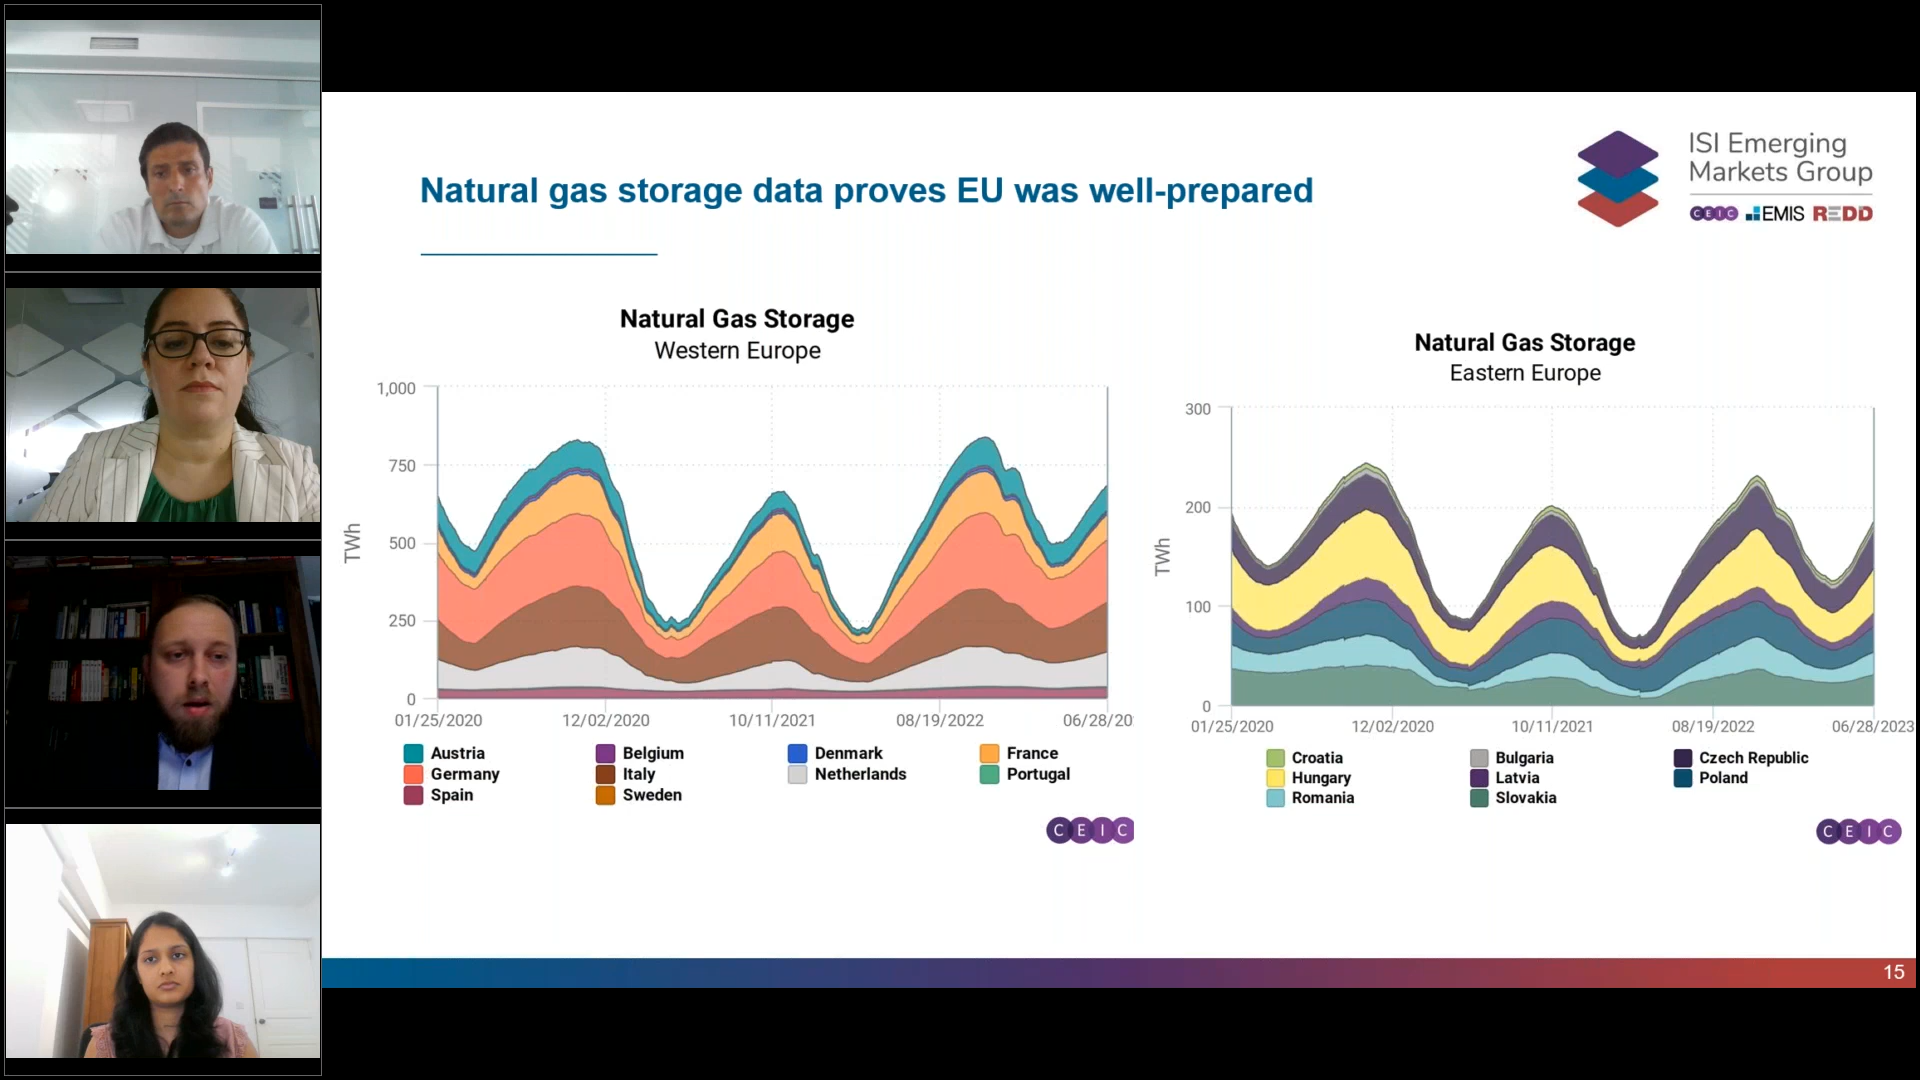 Natural gas storage data proves EU was well-prepared
ISI Emerging
Markets Group
CEIC EMIS REDD
Natural Gas Storage
Western Europe
1,000
750
500
250
0
TWh
01/25/2020 12/02/2020 10/11/2021 08/19/2022 06/28/20
Austria Belgium Denmark France
Germany Italy Netherlands Portugal
Spain Sweden
CEIC
Natural Gas Storage
Eastern Europe
300
200
100
0
TWh
01/25/2020 12/02/2020 10/11/2021 08/19/2022 06/28/2023
Croatia Bulgaria Czech Republic
Hungary Latvia Poland
Romania Slovakia
CEIC
15